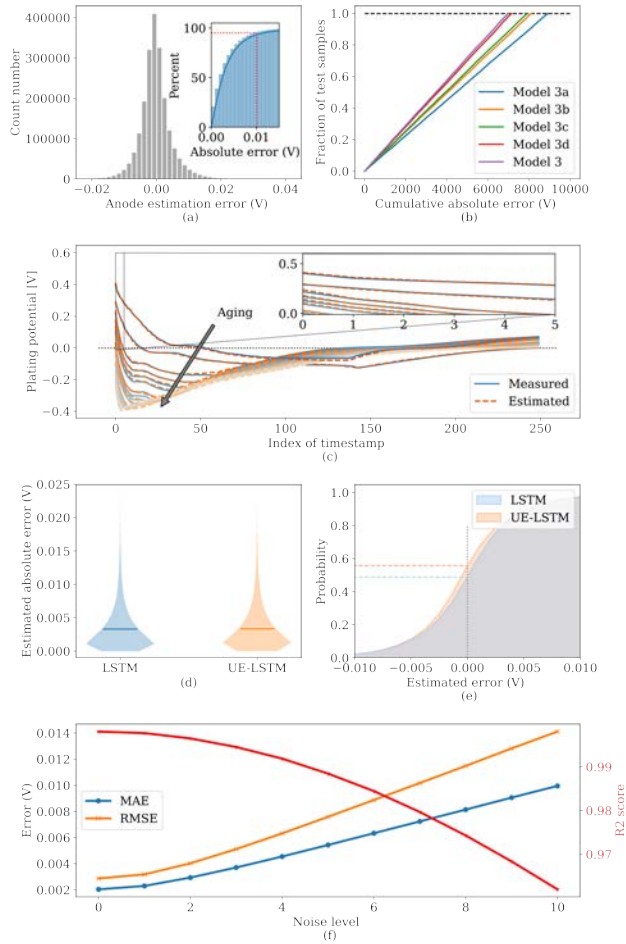 400000
300000
200000
100000
0
Count number
−0.02
0.00
0.02
0.04
Anode estimation error (V)
(a)
100
50
0
Percent
0.00
0.01
Absolute error (V)
1.0
0.8
0.6
0.4
0.2
0.0
Fraction of test samples
Model 3a
Model 3b
Model 3c
Model 3d
Model 3
0
2000
4000
6000
8000
10000
Cumulative absolute error (V)
(b)
0.6
0.4
0.2
0.0
−0.2
−0.4
Plating potential [V]
Aging
0.5
0.0
0
1
2
3
4
5
Measured
Estimated
0
50
100
150
200
250
Index of timestamp
(c)
0.025
0.020
0.015
0.010
0.005
0.000
Estimated absolute error (V)
LSTM
UE-LSTM
(d)
1.0
0.8
0.6
0.4
0.2
0.0
Probability
LSTM
UE-LSTM
−0.010
−0.005
0.000
0.005
0.010
Estimated error (V)
(e)
0.014
0.012
0.010
0.008
0.006
0.004
0.002
Error (V)
MAE
RMSE
0.99
0.98
0.97
R2 score
0
2
4
6
8
10
Noise level
(f)